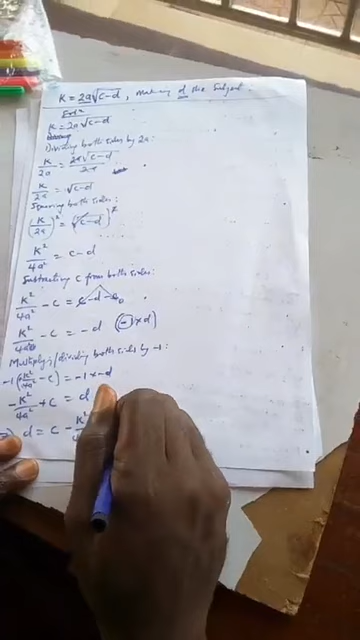 K = 2a√c-d, making d the subject
Soln
K = 2a √c-d
Dividing both sides by 2a:
K/2a = 2a√c-d/2a
K/2a = √c-d
Squaring both sides:
(K/2a)² = (√c-d)²
K²/4a² = c-d
Subtracting c from both sides:
K²/4a² - c = c-d-c
K²/4a² - c = -d (-1×d)
Multiply/dividing both sides by -1:
-1(K²/4a² - c) = -1×-d
-K²/4a² + c = d
=> d = c - K²